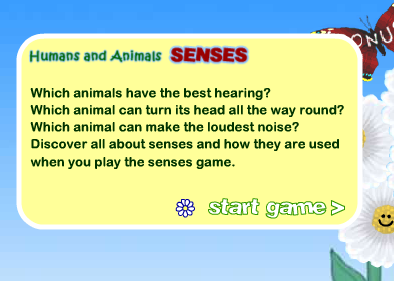 Humans and Animals SENSES
ONUS
Which animals have the best hearing?
Which animal can turn its head all the way round?
Which animal can make the loudest noise?
Discover all about senses and how they are used
when you play the senses game.
start game >